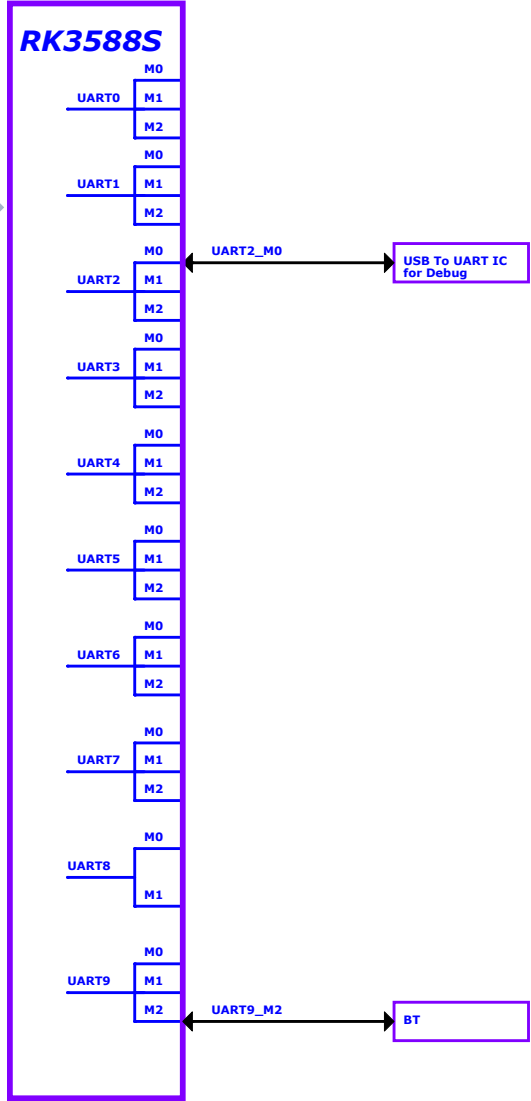 RK3588S
M0
UART0 M1
M2
M0
UART1 M1
M2
M0 UART2_M0
USB To UART IC
for Debug
UART2 M1
M2
M0
UART3 M1
M2
M0
UART4 M1
M2
M0
UART5 M1
M2
M0
UART6 M1
M2
M0
UART7 M1
M2
M0
UART8
M1
M0
UART9 M1
M2 UART9_M2
BT